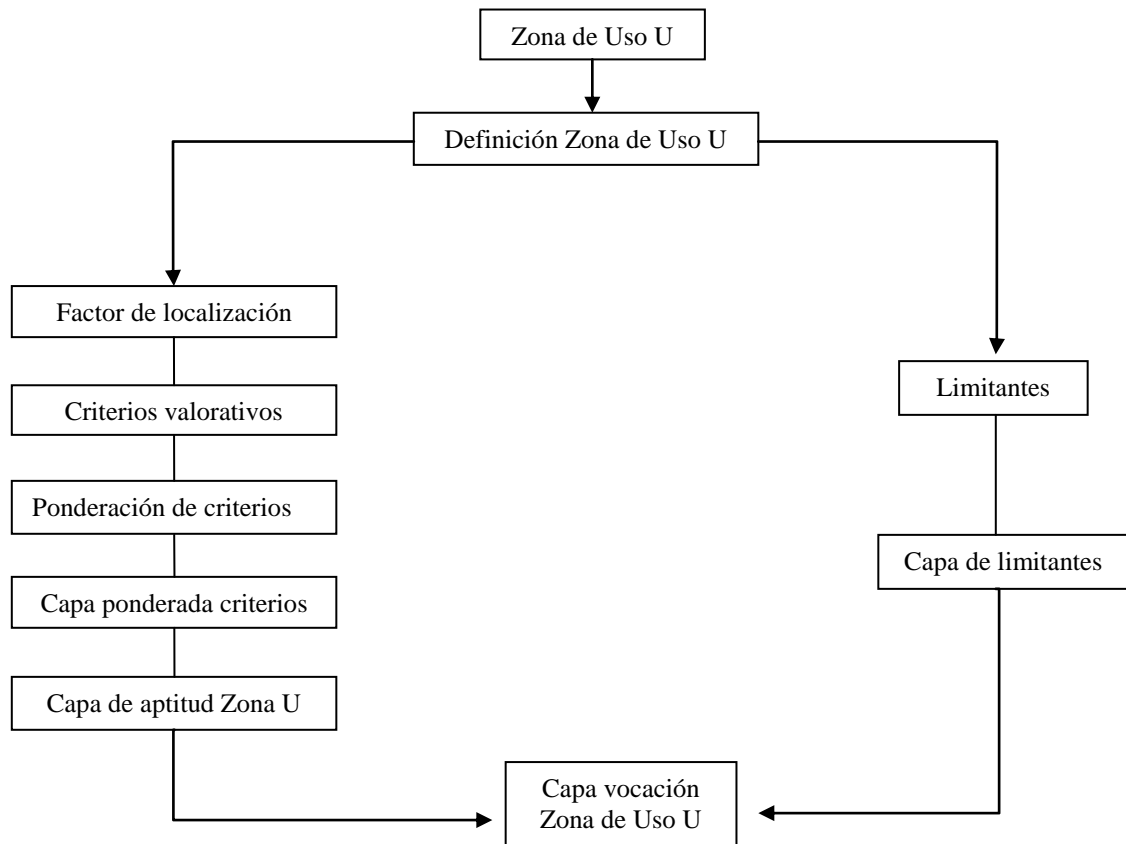 Zona de Uso U
Definición Zona de Uso U
Factor de localización
Criterios valorativos
Ponderación de criterios
Capa ponderada criterios
Capa de aptitud Zona U
Limitantes
Capa de limitantes
Capa vocación
Zona de Uso U